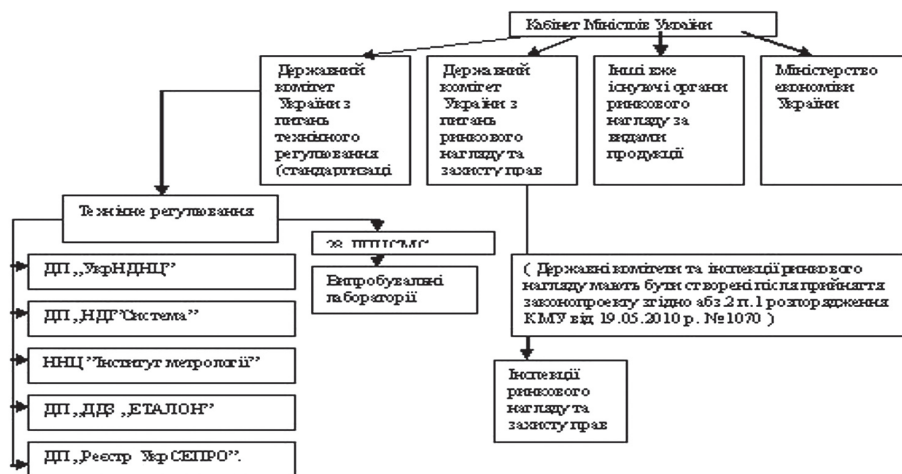 Кабінет Міністрів України
Державний
комітет
України з
питань
технічного
регулювання
(стандартизаці
Державний
комітет
України з
питань
ринкового
нагляду та
захисту прав
Інші вже
існуючі органи
ринкового
нагляду за
видами
продукції
Міністерство
економіки
України
Технічне регулювання
ДП „УкрНДНЦ”
ДП „НДІ”Система”
ННЦ ”Інститут метрології”
ДП „ДДЗ „ЕТАЛОН”
ДП „Реєстр УкрСЕПРО”.
28
Випробувальні
лабораторії
( Державні комітети та інспекції ринкового
нагляду мають бути створені після прийняття
законопроекту згідно абз.2 п.1 розпорядження
КМУ від 19.05.2010 р. №1070 )
Інспекції
ринкового
нагляду та
захисту прав